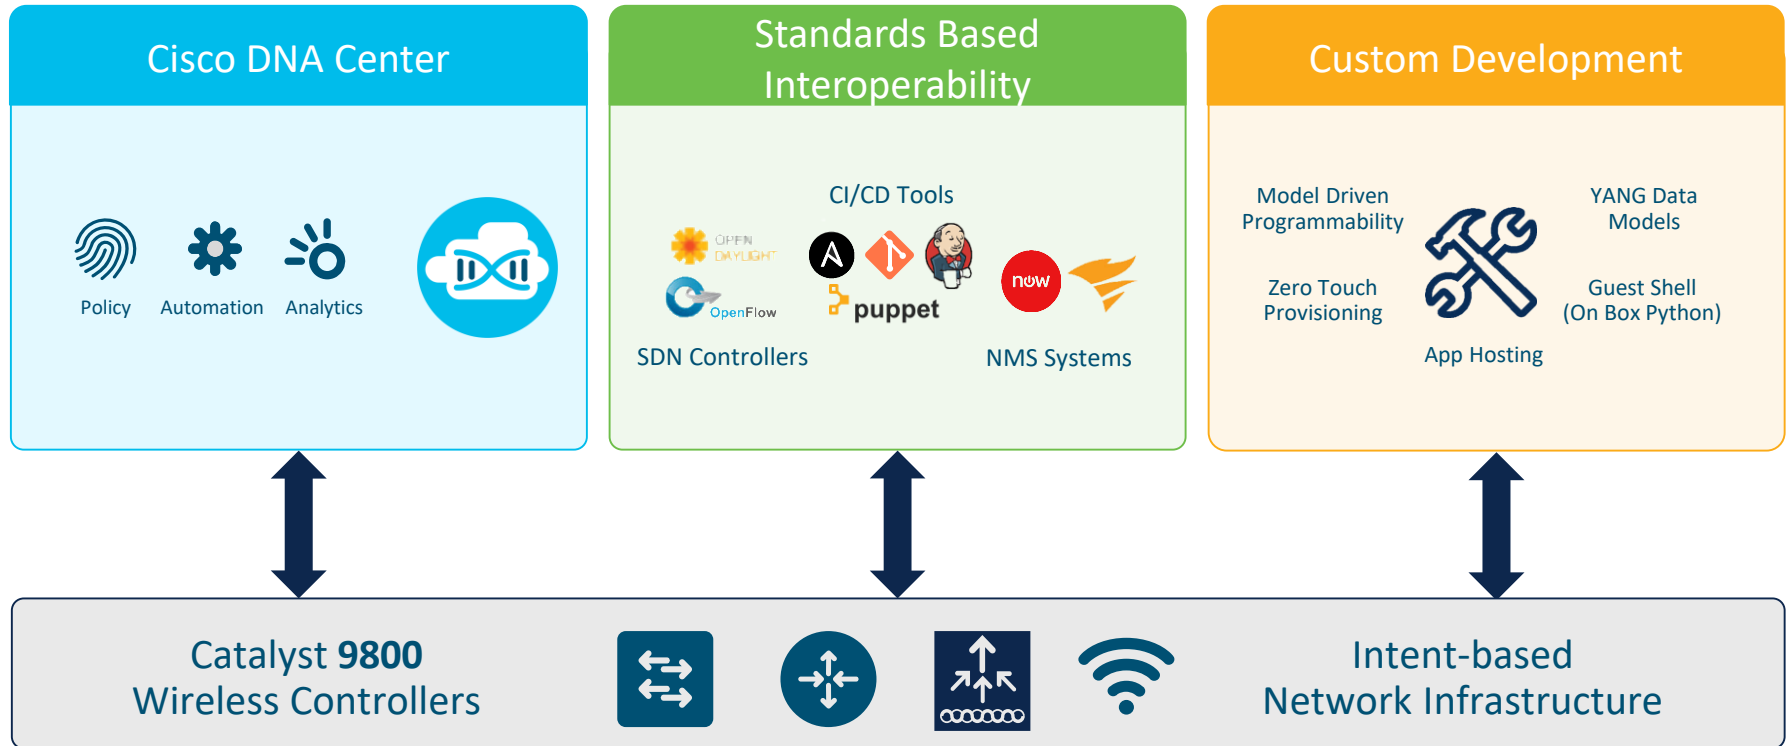 Cisco DNA Center
Policy
Automation
Analytics
Standards Based
Interoperability
CI/CD Tools
OPEN
DAYLIGHT
OpenFlow
A
puppet
now
SDN Controllers
NMS Systems
Custom Development
Model Driven
Programmability
YANG Data
Models
Zero Touch
Provisioning
Guest Shell
(On Box Python)
App Hosting
Catalyst 9800
Wireless Controllers
Intent-based
Network Infrastructure